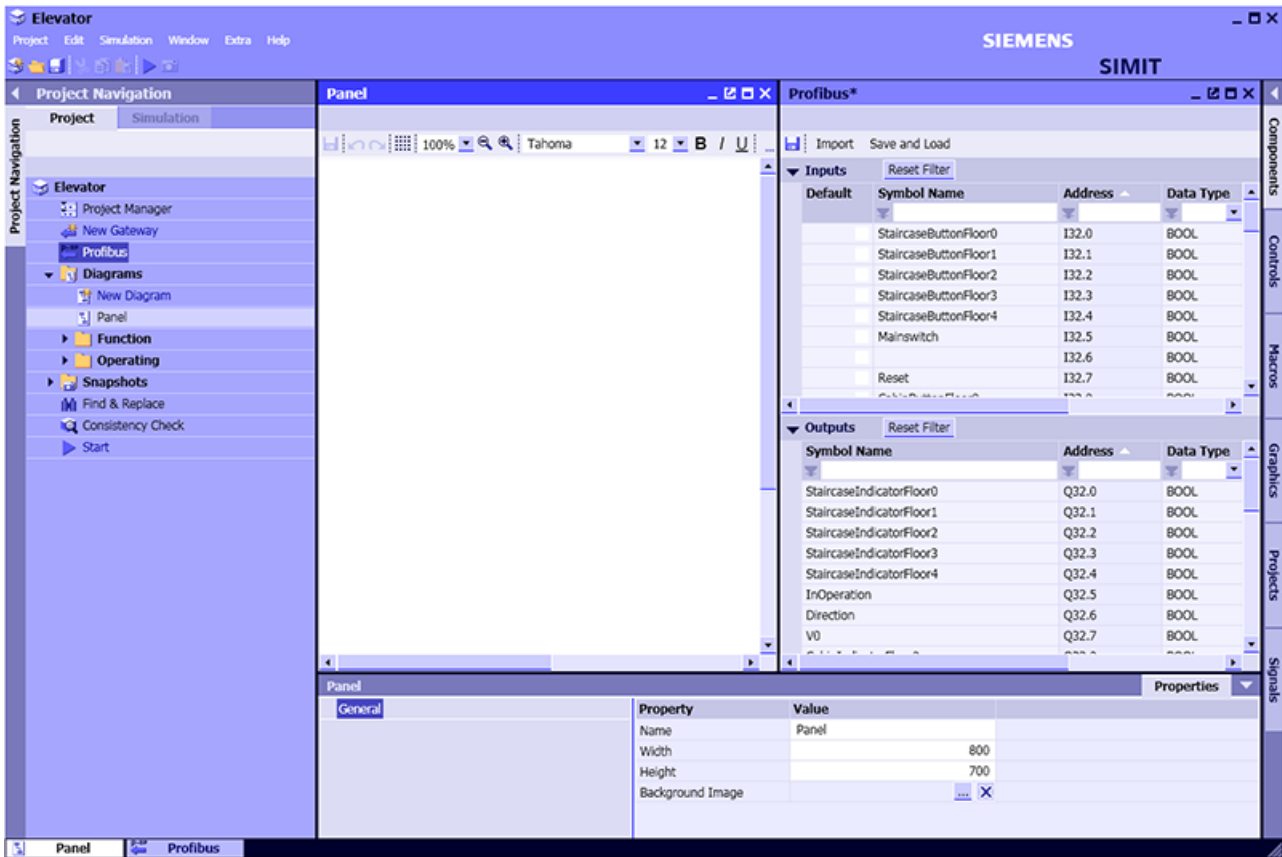 Elevator
Project Edit Simulation Window Extra Help
SIEMENS
SIMIT
Project Navigation
Project Simulation
Project Navigation
Elevator
Project Manager
New Gateway
Profibus
Diagrams
New Diagram
Panel
Function
Operating
Snapshots
Find & Replace
Consistency Check
Start
Panel
100% Tahoma 12 B I U ...
Profibus*
Import Save and Load
Inputs Reset Filter
Default Symbol Name Address Data Type
StaircaseButtonFloor0 I32.0 BOOL
StaircaseButtonFloor1 I32.1 BOOL
StaircaseButtonFloor2 I32.2 BOOL
StaircaseButtonFloor3 I32.3 BOOL
StaircaseButtonFloor4 I32.4 BOOL
Mainswitch I32.5 BOOL
I32.6 BOOL
Reset I32.7 BOOL
Outputs Reset Filter
Symbol Name Address Data Type
StaircaseIndicatorFloor0 Q32.0 BOOL
StaircaseIndicatorFloor1 Q32.1 BOOL
StaircaseIndicatorFloor2 Q32.2 BOOL
StaircaseIndicatorFloor3 Q32.3 BOOL
StaircaseIndicatorFloor4 Q32.4 BOOL
InOperation Q32.5 BOOL
Direction Q32.6 BOOL
V0 Q32.7 BOOL
Components
Controls
Macros
Graphics
Projects
Signals
Panel Properties
General
Property Value
Name Panel
Width 800
Height 700
Background Image ...
Panel Profibus